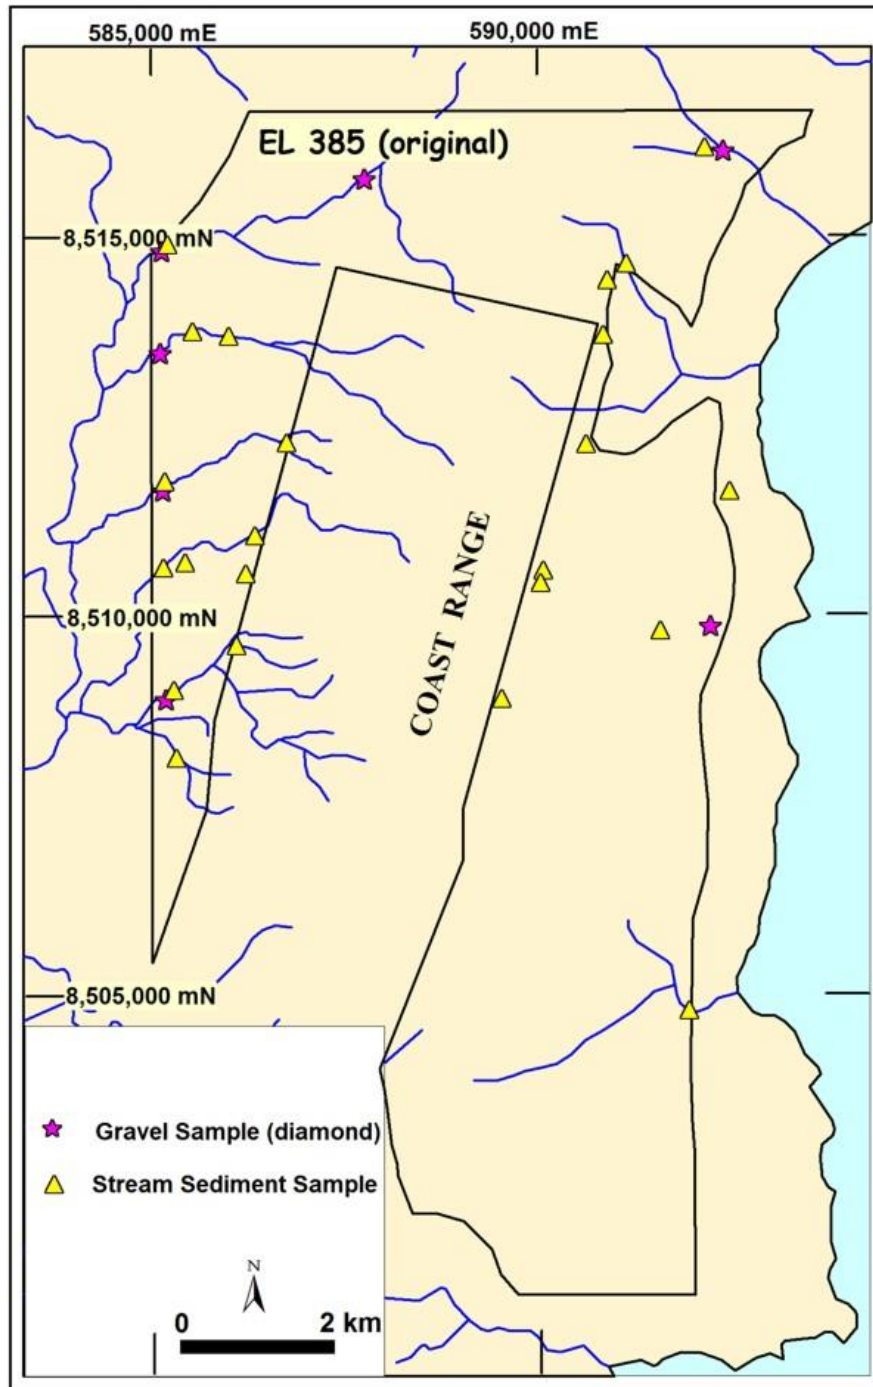 585,000 mE
590,000 mE
EL 385 (original)
8,515,000 mN
COAST RANGE
8,510,000 mN
8,505,000 mN
Gravel Sample (diamond)
Stream Sediment Sample
N
0 2 km